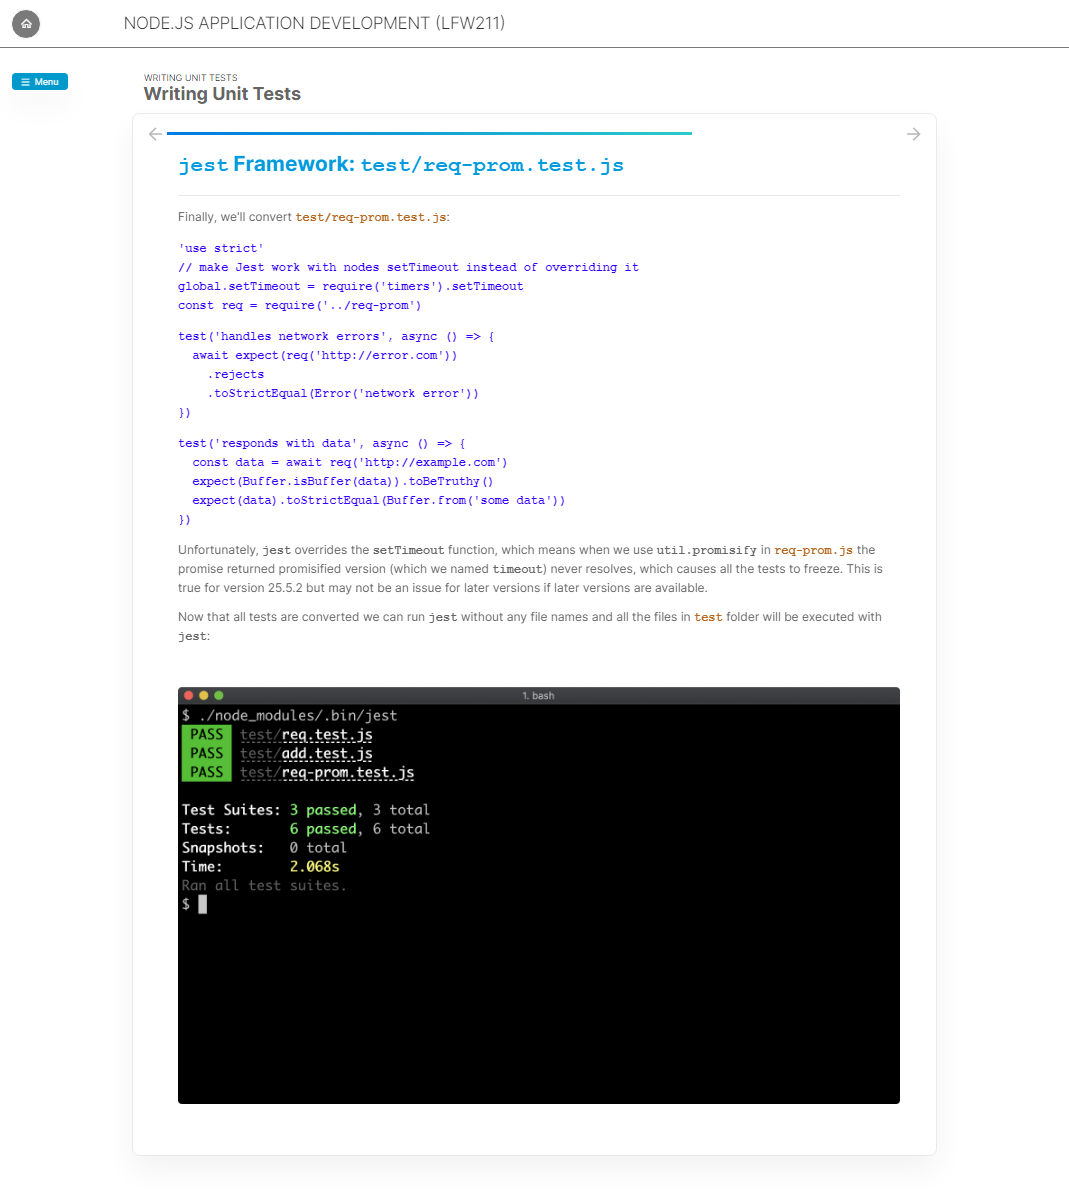 NODE.JS APPLICATION DEVELOPMENT (LFW211)
Menu
WRITING UNIT TESTS
Writing Unit Tests
jest Framework: test/req-prom.test.js
Finally, we'll convert test/req-prom.test.js:
'use strict'
// make Jest work with nodes setTimeout instead of overriding it
global.setTimeout = require('timers').setTimeout
const req = require('../req-prom')
test('handles network errors', async () => {
  await expect(req('http://error.com'))
    .rejects
    .toStrictEqual(Error('network error'))
})
test('responds with data', async () => {
  const data = await req('http://example.com')
  expect(Buffer.isBuffer(data)).toBeTruthy()
  expect(data).toStrictEqual(Buffer.from('some data'))
})
Unfortunately, jest overrides the setTimeout function, which means when we use util.promisify in req-prom.js the
promise returned promisified version (which we named timeout) never resolves, which causes all the tests to freeze. This is
true for version 25.5.2 but may not be an issue for later versions if later versions are available.
Now that all tests are converted we can run jest without any file names and all the files in test folder will be executed with
jest:
1. bash
$ ./node_modules/.bin/jest
PASS test/req.test.js
PASS test/add.test.js
PASS test/req-prom.test.js
Test Suites: 3 passed, 3 total
Tests: 6 passed, 6 total
Snapshots: 0 total
Time: 2.068s
Ran all test suites.
$